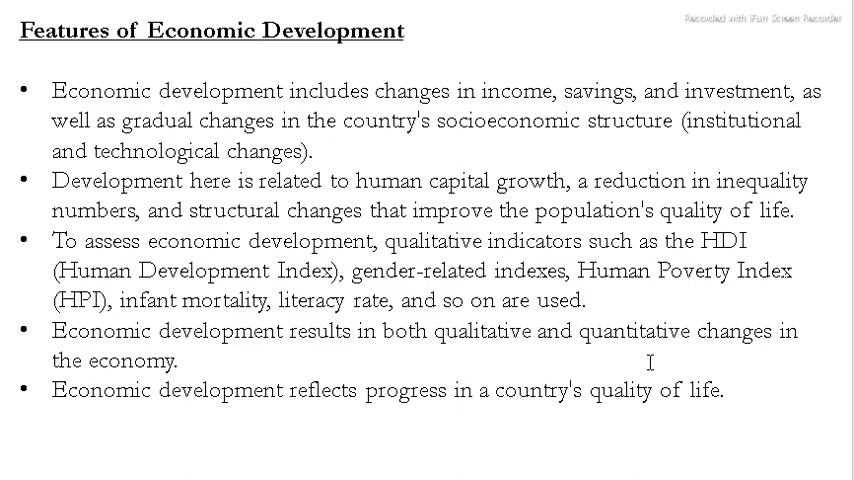 Features of Economic Development
Recorded with iFun Screen Recorder
• Economic development includes changes in income, savings, and investment, as
well as gradual changes in the country's socioeconomic structure (institutional
and technological changes).
• Development here is related to human capital growth, a reduction in inequality
numbers, and structural changes that improve the population's quality of life.
• To assess economic development, qualitative indicators such as the HDI
(Human Development Index), gender-related indexes, Human Poverty Index
(HPI), infant mortality, literacy rate, and so on are used.
• Economic development results in both qualitative and quantitative changes in
the economy.
• Economic development reflects progress in a country's quality of life.